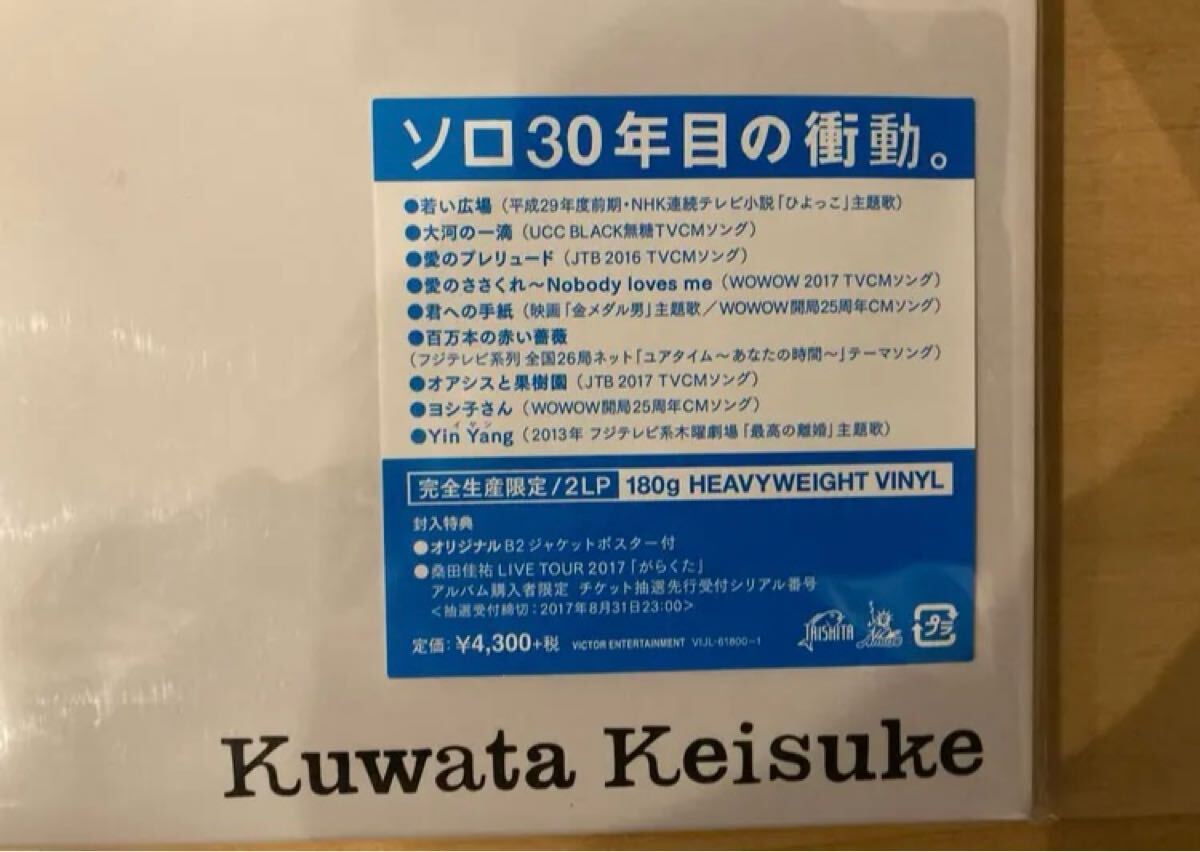 ソロ30年目の衝動。
●若い広場（平成29年度前期・NHK連続テレビ小説「ひよっこ」主題歌）
●大河の一滴（UCC BLACK無糖TVCMソング）
●愛のプレリュード（JTB 2016 TVCMソング）
●愛のささくれ～Nobody loves me（WOWOW 2017 TVCMソング）
●君への手紙（映画「金メダル男」主題歌／WOWOW開局25周年CMソング）
●百万本の赤い薔薇
（フジテレビ系列 全国26局ネット「ユアタイム～あなたの時間～」テーマソング）
●オアシスと果樹園（JTB 2017 TVCMソング）
●ヨシ子さん（WOWOW開局25周年CMソング）
イヤン
●Yin Yang（2013年 フジテレビ系木曜劇場「最高の離婚」主題歌）
完全生産限定/2LP 180g HEAVYWEIGHT VINYL
封入特典
●オリジナルB2ジャケットポスター付
●桑田佳祐 LIVE TOUR 2017「がらくた」
アルバム購入者限定 チケット抽選先行受付シリアル番号
<抽選受付締切：2017年8月31日23:00>
定価：¥4,300+税 VICTOR ENTERTAINMENT VIJL-61800~1
TAISHITA プラ
Kuwata Keisuke